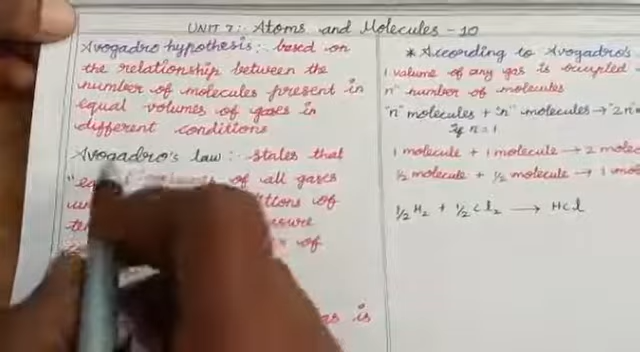 UNIT 7:- Atoms and Molecules - 10
Avogadro hypothesis:- based on
the relationship between the
number of molecules present in
equal volumes of gases in
different conditions
Avogadro's law:- states that
of all gases
of
of
as is
* According to Avogadro's
1 volume of any gas is occupied
"n" number of molecules
"n" molecules + "n" molecules → "2n"
If n = 1
1 molecule + 1 molecule → 2
1/2 molecule + 1/2 molecule → 1
1/2 H2 + 1/2 Cl2 → HCl